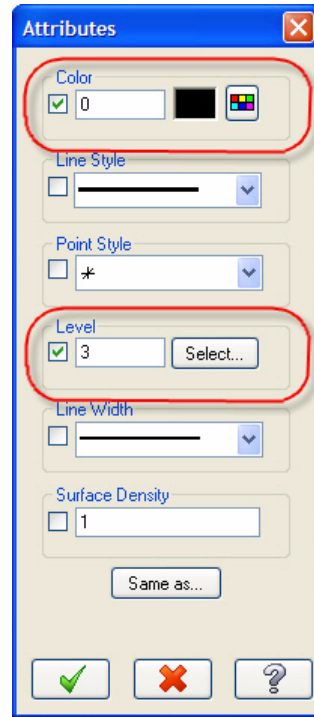 Attributes
Color
0
Line Style
Point Style
Level
3
Select...
Line Width
Surface Density
1
Same as...